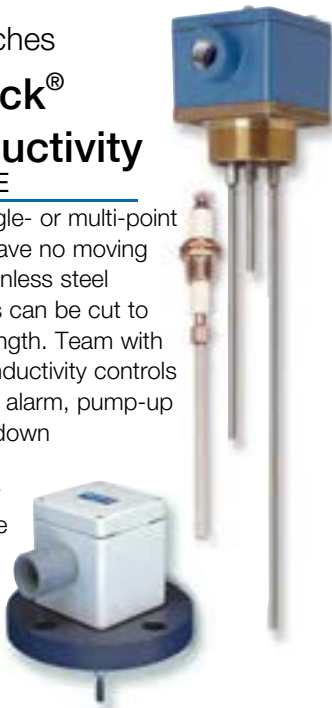 ches
ck®
uctivity
E
gle- or multi-point
ave no moving
inless steel
s can be cut to
ngth. Team with
nductivity controls
alarm, pump-up
down
e